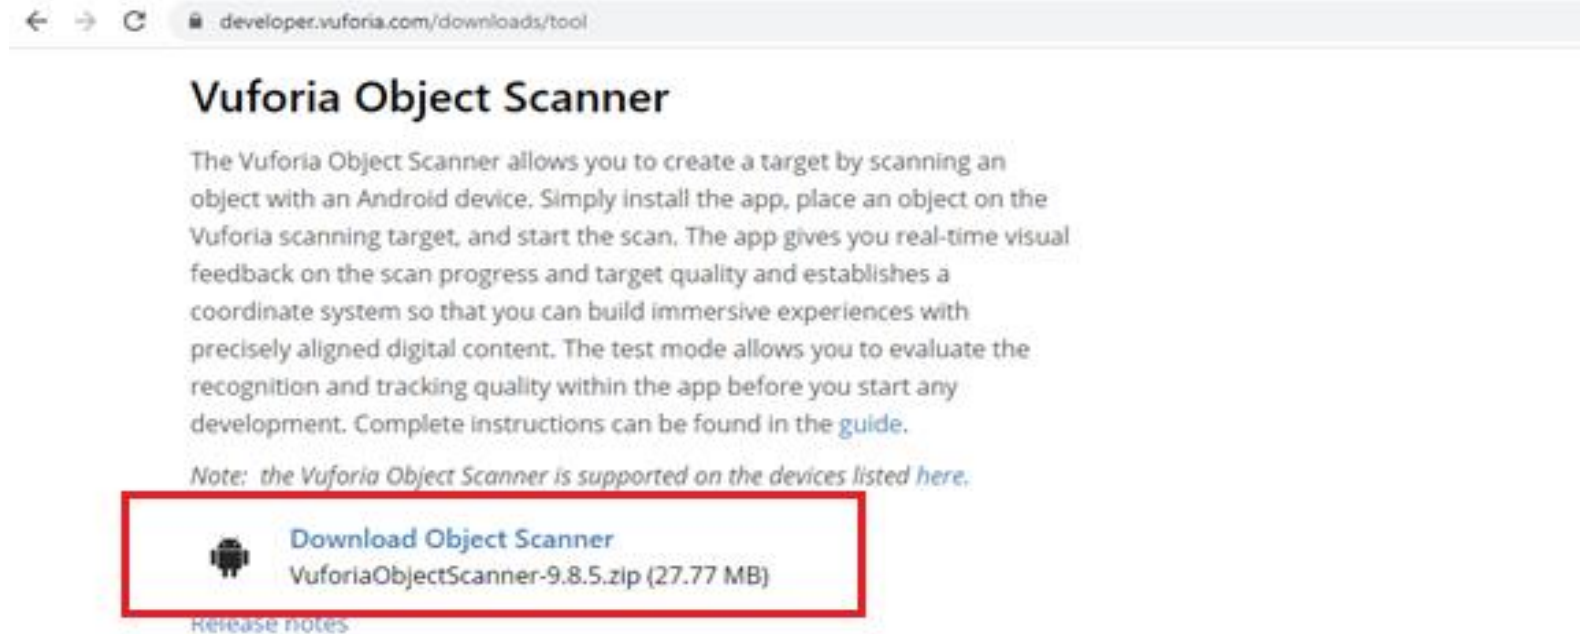 developer.vuforia.com/downloads/tool
Vuforia Object Scanner
The Vuforia Object Scanner allows you to create a target by scanning an
object with an Android device. Simply install the app, place an object on the
Vuforia scanning target, and start the scan. The app gives you real-time visual
feedback on the scan progress and target quality and establishes a
coordinate system so that you can build immersive experiences with
precisely aligned digital content. The test mode allows you to evaluate the
recognition and tracking quality within the app before you start any
development. Complete instructions can be found in the guide.
Note: the Vuforia Object Scanner is supported on the devices listed here.
Download Object Scanner
VuforiaObjectScanner-9.8.5.zip (27.77 MB)
Release notes